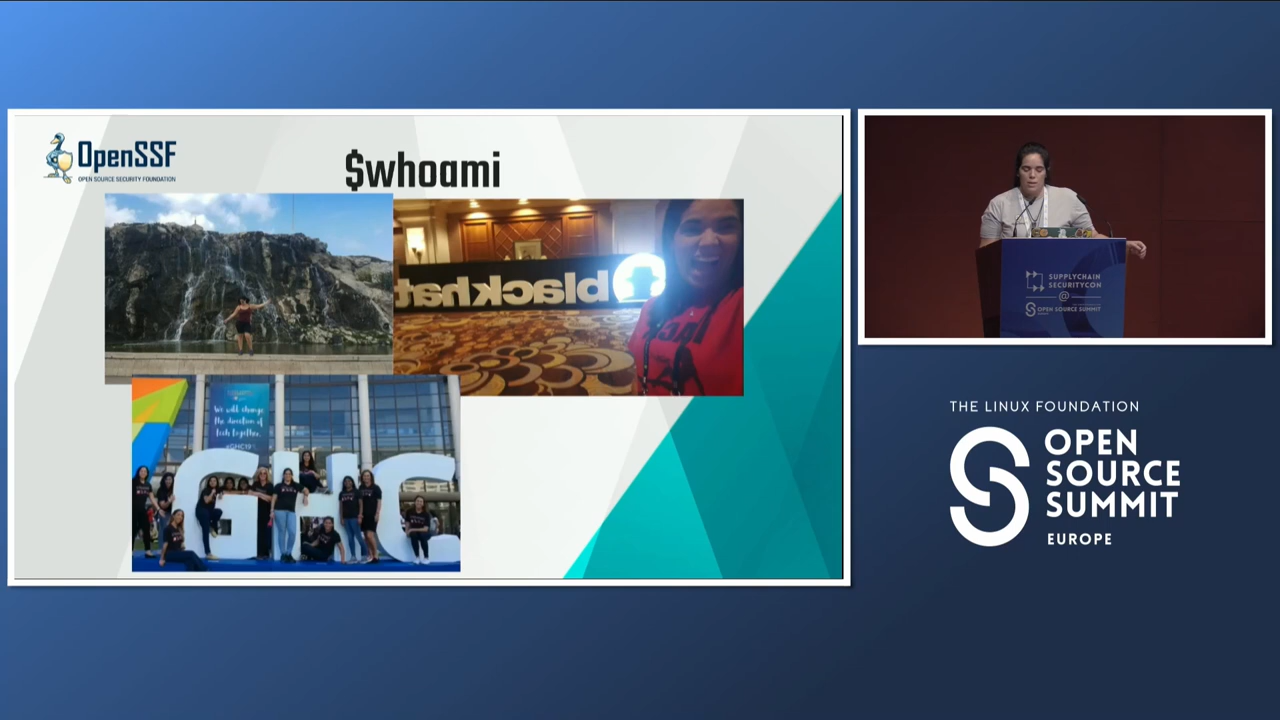 OpenSSF
OPEN SOURCE SECURITY FOUNDATION
$whoami
blackhat
We will change
the direction of
tech together.
GHC
SUPPLYCHAIN
SECURITYCON
@
OPEN SOURCE SUMMIT
THE LINUX FOUNDATION
OPEN
SOURCE
SUMMIT
EUROPE